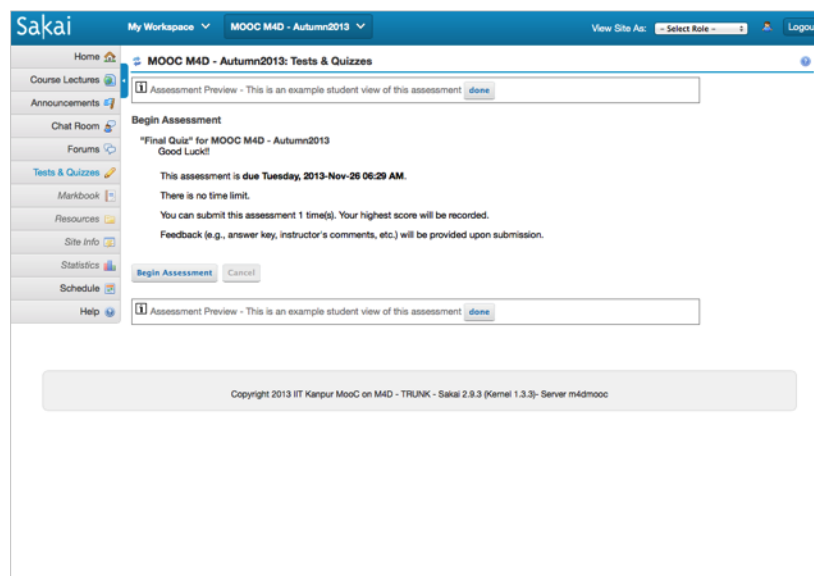 Sakai
My Workspace
MOOC M4D - Autumn2013
View Site As:
- Select Role -
Logou
Home
Course Lectures
Announcements
Chat Room
Forums
Tests & Quizzes
Markbook
Resources
Site Info
Statistics
Schedule
Help
MOOC M4D - Autumn2013: Tests & Quizzes
Assessment Preview - This is an example student view of this assessment done
Begin Assessment
"Final Quiz" for MOOC M4D - Autumn2013
Good Luck!!
This assessment is due Tuesday, 2013-Nov-26 06:29 AM.
There is no time limit.
You can submit this assessment 1 time(s). Your highest score will be recorded.
Feedback (e.g., answer key, instructor's comments, etc.) will be provided upon submission.
Begin Assessment Cancel
Assessment Preview - This is an example student view of this assessment done
Copyright 2013 IIT Kanpur MooC on M4D - TRUNK - Sakai 2.9.3 (Kernel 1.3.3)- Server m4dmooc